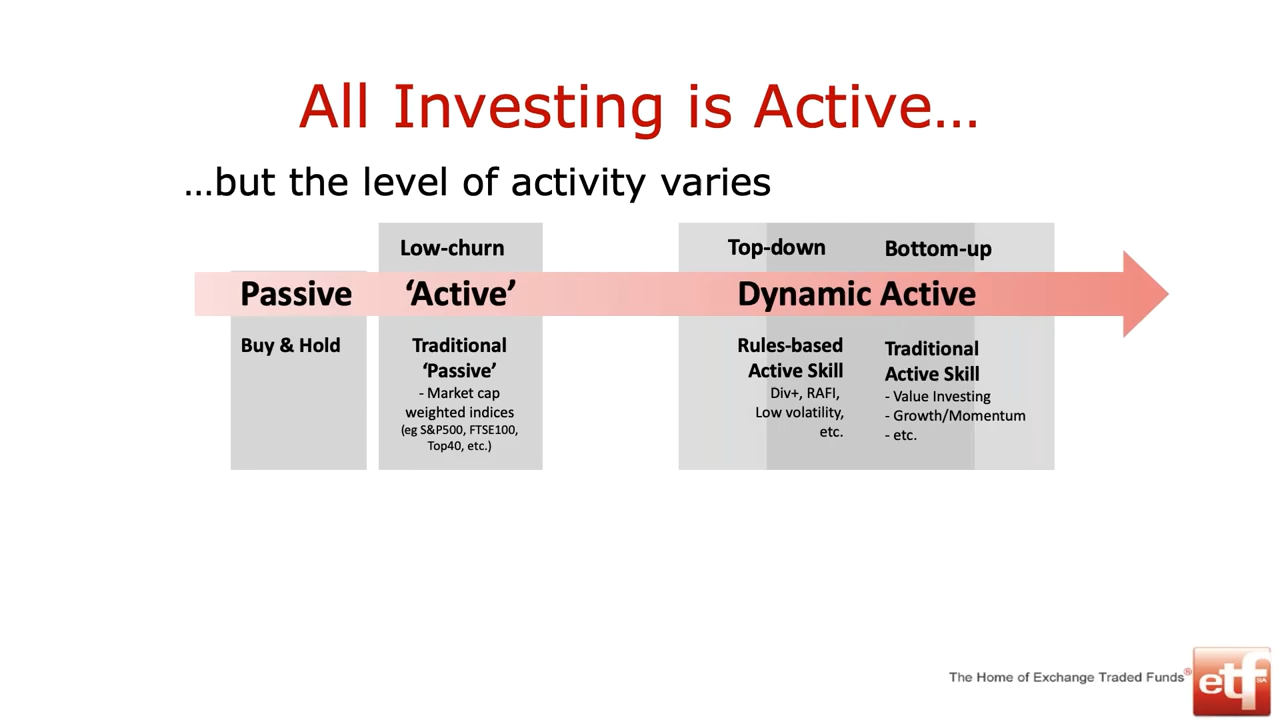 All Investing is Active…
…but the level of activity varies
Low-churn
Top-down
Bottom-up
Passive
‘Active’
Dynamic Active
Buy & Hold
Traditional
‘Passive’
- Market cap
weighted indices
(eg S&P500, FTSE100,
Top40, etc.)
Rules-based
Active Skill
Div+, RAFI,
Low volatility,
etc.
Traditional
Active Skill
- Value Investing
- Growth/Momentum
- etc.
The Home of Exchange Traded Funds®
etf
SA